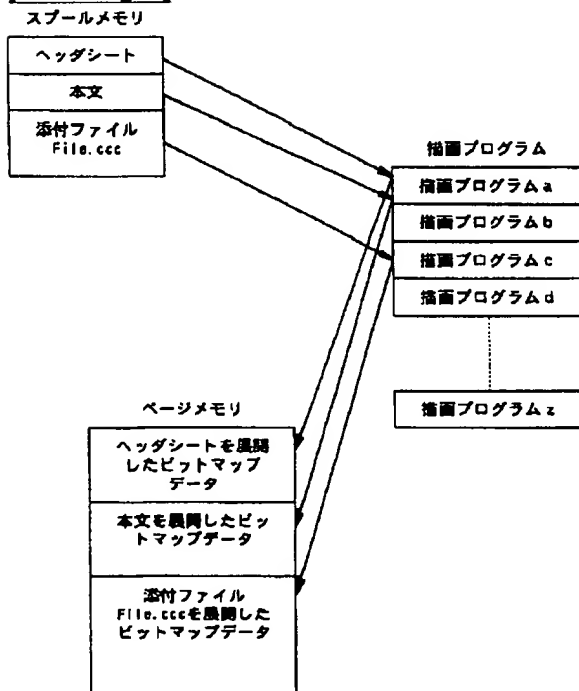 スプールメモリ
ヘッダシート
本文
添付ファイル
File.ccc
描画プログラム
描画プログラムa
描画プログラムb
描画プログラムc
描画プログラムd
描画プログラムz
ページメモリ
ヘッダシートを展開
したビットマップ
データ
本文を展開したビッ
トマップデータ
添付ファイル
File.cccを展開した
ビットマップデータ